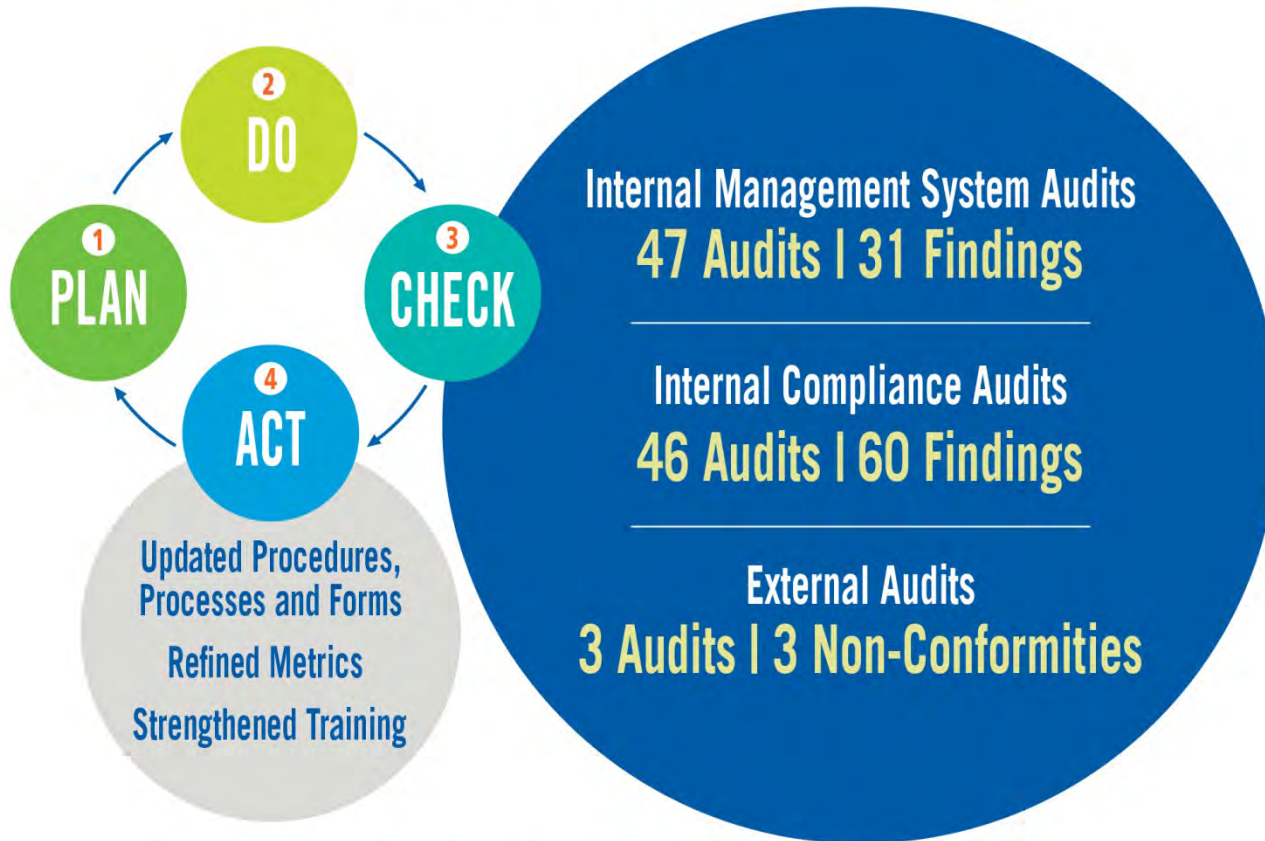 1
PLAN
2
DO
3
CHECK
4
ACT
Updated Procedures,
Processes and Forms
Refined Metrics
Strengthened Training
Internal Management System Audits
47 Audits | 31 Findings
Internal Compliance Audits
46 Audits | 60 Findings
External Audits
3 Audits | 3 Non-Conformities